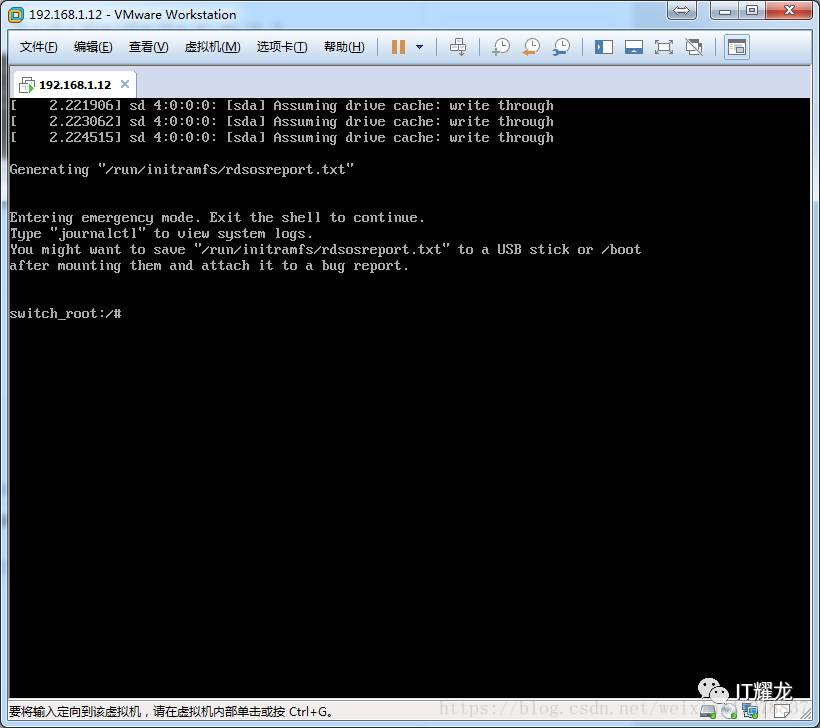 192.168.1.12 - VMware Workstation
文件(F) 编辑(E) 查看(V) 虚拟机(M) 选项卡(T) 帮助(H)
192.168.1.12
[    2.221906] sd 4:0:0:0: [sda] Assuming drive cache: write through
[    2.223062] sd 4:0:0:0: [sda] Assuming drive cache: write through
[    2.224515] sd 4:0:0:0: [sda] Assuming drive cache: write through
Generating "/run/initramfs/rdsosreport.txt"
Entering emergency mode. Exit the shell to continue.
Type "journalctl" to view system logs.
You might want to save "/run/initramfs/rdsosreport.txt" to a USB stick or /boot
after mounting them and attach it to a bug report.
switch_root:/#
IT耀龙
要将输入定向到该虚拟机，请在虚拟机内部单击或按 Ctrl+G。
https://blog.csdn.net/weix